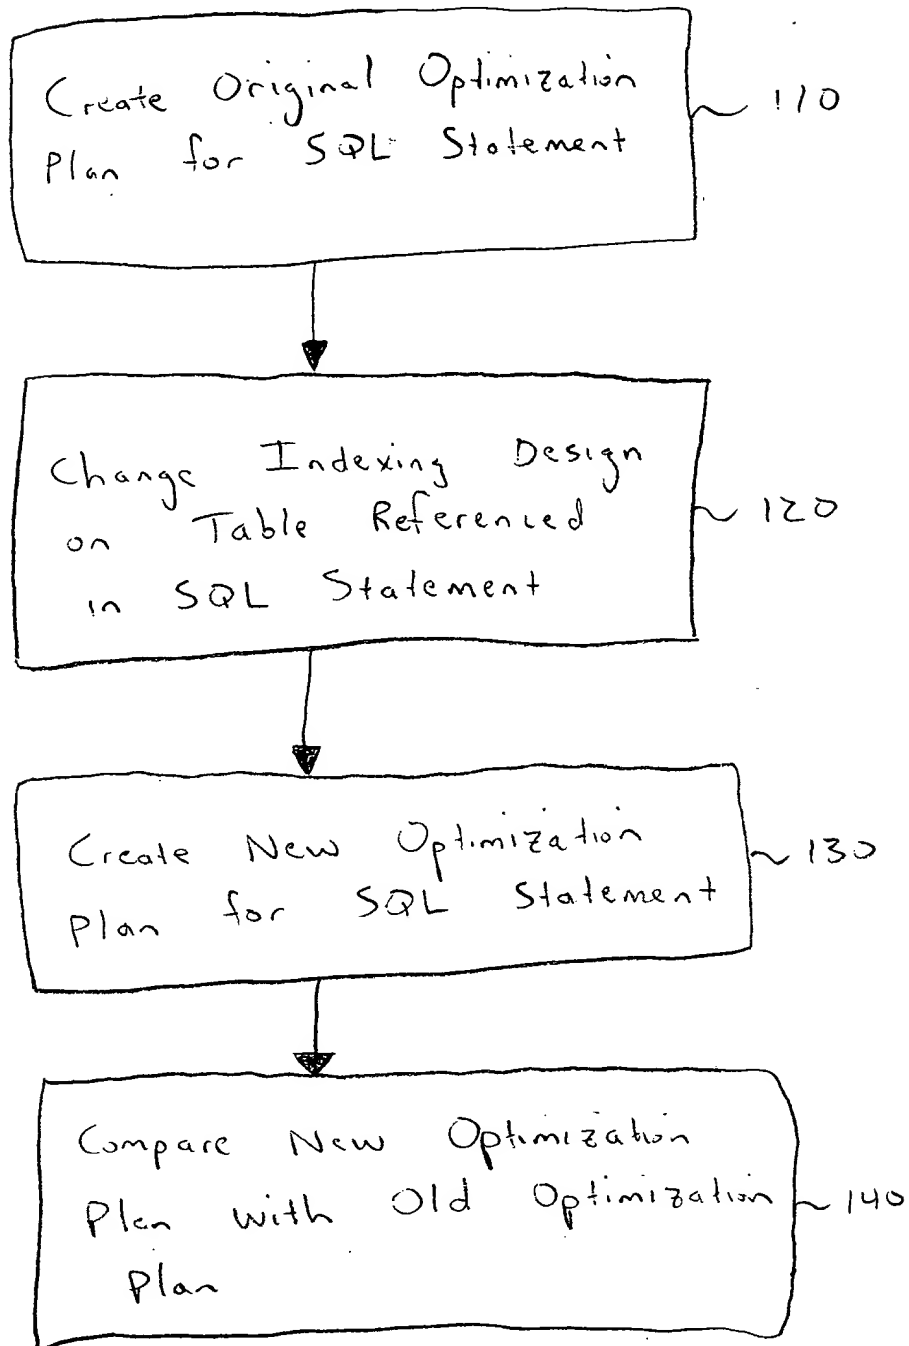 Create Original Optimization
Plan for SQL Statement
110
Change Indexing Design
on Table Referenced
in SQL Statement
120
Create New Optimization
Plan for SQL Statement
130
Compare New Optimization
Plan with Old Optimization
Plan
140